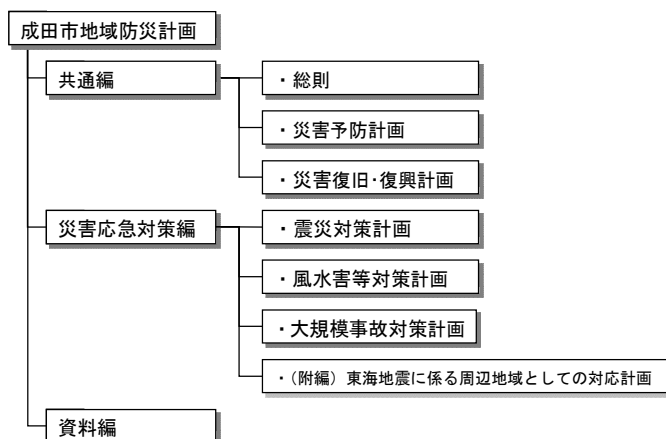 成田市地域防災計画
共通編
・総則
・災害予防計画
・災害復旧・復興計画
災害応急対策編
・震災対策計画
・風水害等対策計画
・大規模事故対策計画
・（附編）東海地震に係る周辺地域としての対応計画
資料編